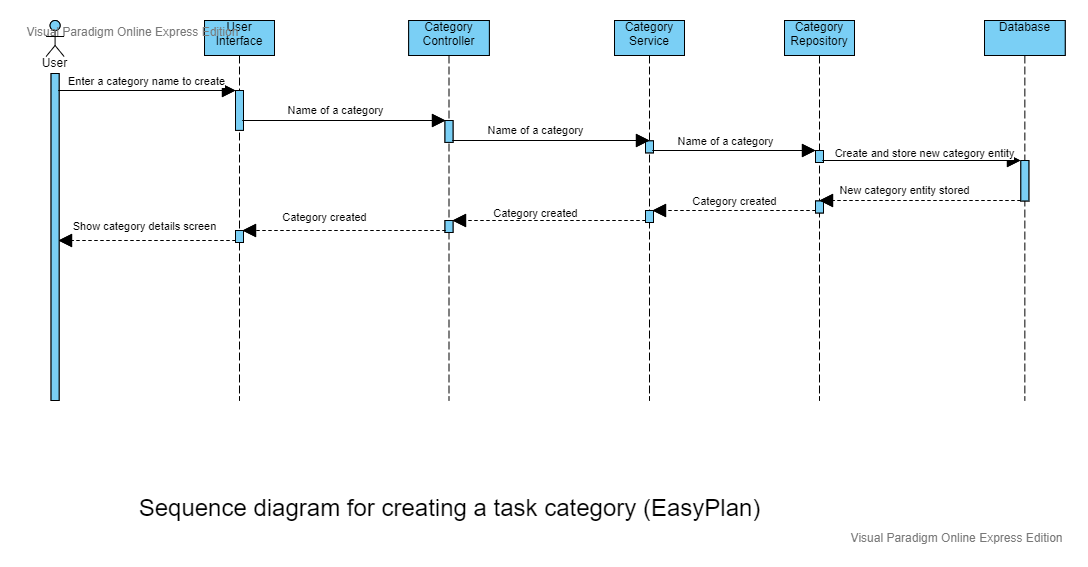 Visual Paradigm Online Express Edition
User
User
Interface
Category
Controller
Category
Service
Category
Repository
Database
Enter a category name to create
Name of a category
Name of a category
Name of a category
Create and store new category entity
New category entity stored
Category created
Category created
Category created
Show category details screen
Sequence diagram for creating a task category (EasyPlan)
Visual Paradigm Online Express Edition